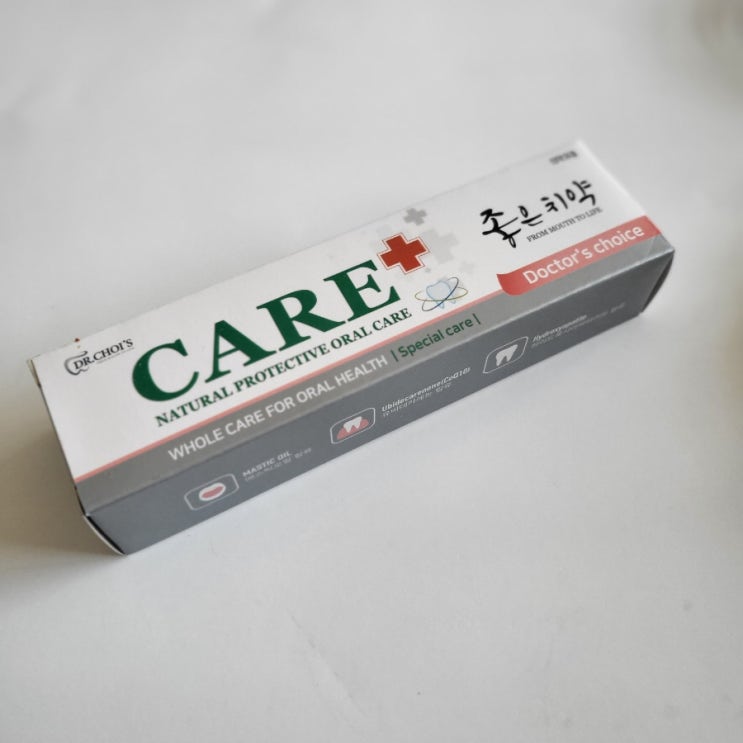 DR.CHOI'S
CARE
NATURAL PROTECTIVE ORAL CARE
좋은치약
FROM MOUTH TO LIFE
Doctor's choice
WHOLE CARE FOR ORAL HEALTH | Special care |
MASTIC OIL
Ubidecarenone(CoQ10)
Hydroxyapatite